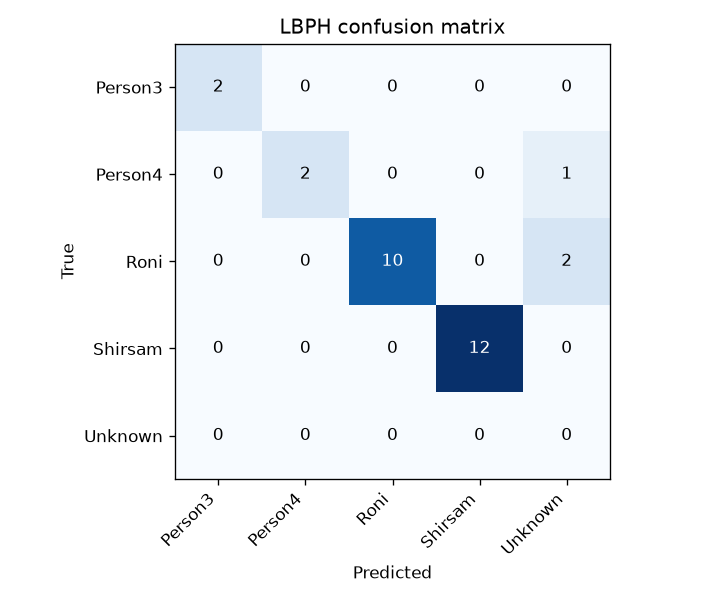 LBPH confusion matrix
True
Person3 2 0 0 0 0
Person4 0 2 0 0 1
Roni 0 0 10 0 2
Shirsam 0 0 0 12 0
Unknown 0 0 0 0 0
Person3 Person4 Roni Shirsam Unknown
Predicted